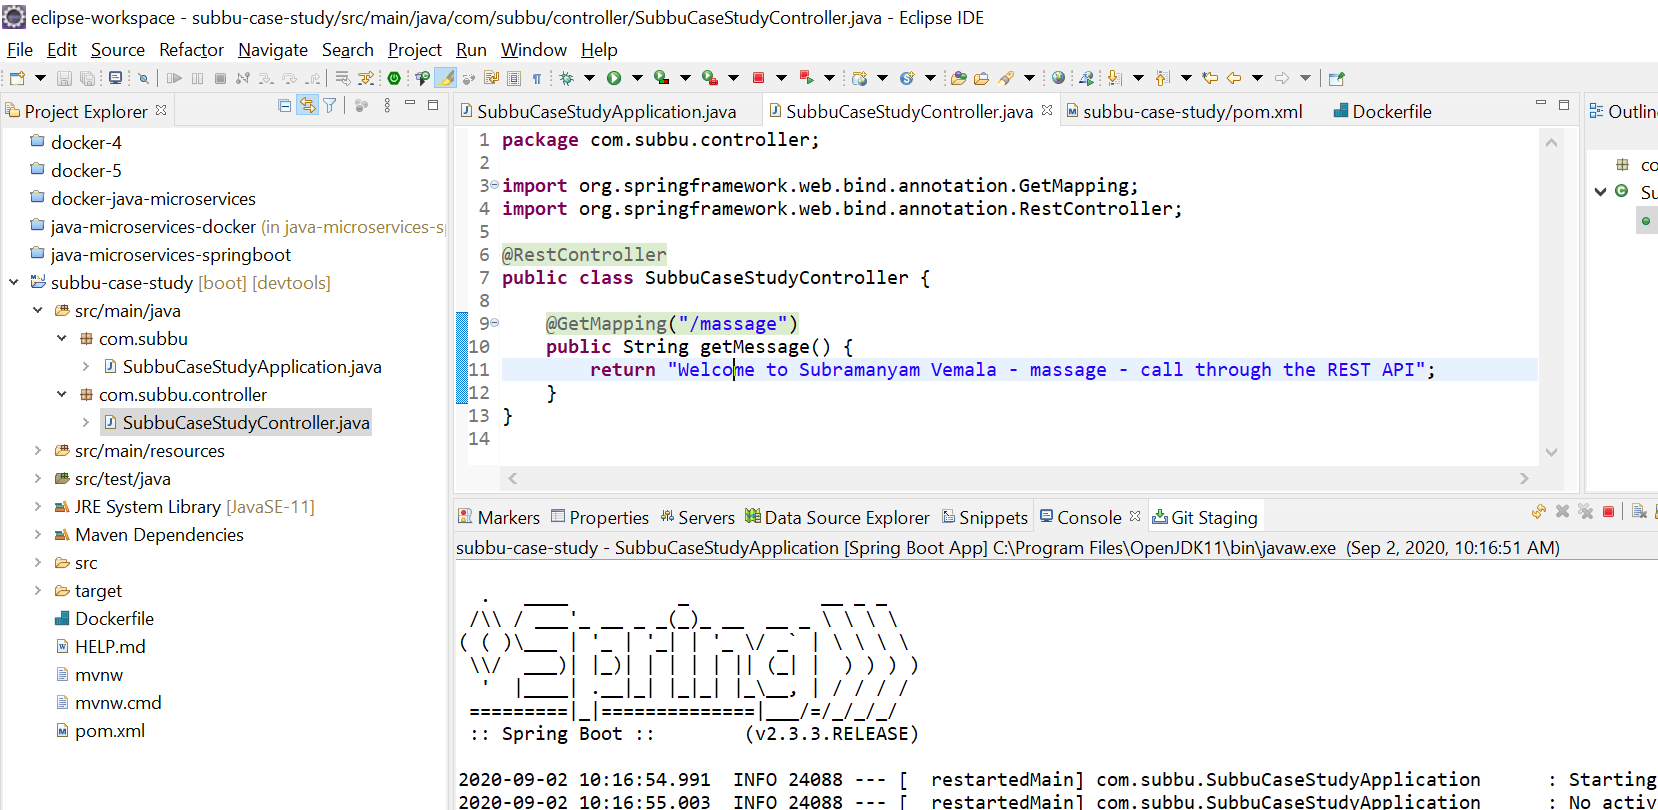 eclipse-workspace - subbu-case-study/src/main/java/com/subbu/controller/SubbuCaseStudyController.java - Eclipse IDE
File Edit Source Refactor Navigate Search Project Run Window Help
Project Explorer
docker-4
docker-5
docker-java-microservices
java-microservices-docker (in java-microservices-s
java-microservices-springboot
subbu-case-study [boot] [devtools]
src/main/java
com.subbu
SubbuCaseStudyApplication.java
com.subbu.controller
SubbuCaseStudyController.java
src/main/resources
src/test/java
JRE System Library [JavaSE-11]
Maven Dependencies
src
target
Dockerfile
HELP.md
mvnw
mvnw.cmd
pom.xml
SubbuCaseStudyApplication.java SubbuCaseStudyController.java subbu-case-study/pom.xml Dockerfile
1 package com.subbu.controller;
2
3 import org.springframework.web.bind.annotation.GetMapping;
4 import org.springframework.web.bind.annotation.RestController;
5
6 @RestController
7 public class SubbuCaseStudyController {
8
9 @GetMapping("/massage")
10 public String getMessage() {
11 return "Welcome to Subramanyam Vemala - massage - call through the REST API";
12 }
13 }
14
Outlin
co
Su
Markers Properties Servers Data Source Explorer Snippets Console Git Staging
subbu-case-study - SubbuCaseStudyApplication [Spring Boot App] C:\Program Files\OpenJDK11\bin\javaw.exe (Sep 2, 2020, 10:16:51 AM)
Spring
:: Spring Boot :: (v2.3.3.RELEASE)
2020-09-02 10:16:54.991 INFO 24088 --- [ restartedMain] com.subbu.SubbuCaseStudyApplication : Starting
2020-09-02 10:16:55.003 INFO 24088 --- [ restartedMain] com.subbu.SubbuCaseStudyApplication : No activ